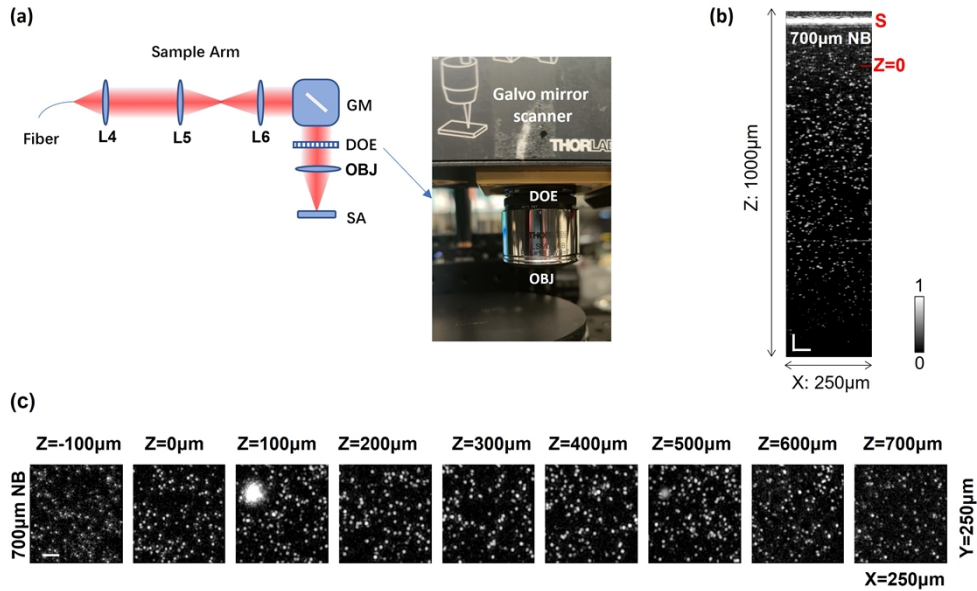 (a)
Sample Arm
Fiber
L4
L5
L6
GM
DOE
OBJ
SA
Galvo mirror
scanner
THORLAB
DOE
OBJ
(b)
S
700µm NB
Z=0
Z: 1000µm
X: 250µm
1
0
(c)
Z=-100µm Z=0µm Z=100µm Z=200µm Z=300µm Z=400µm Z=500µm Z=600µm Z=700µm
700µm NB
Y=250µm
X=250µm